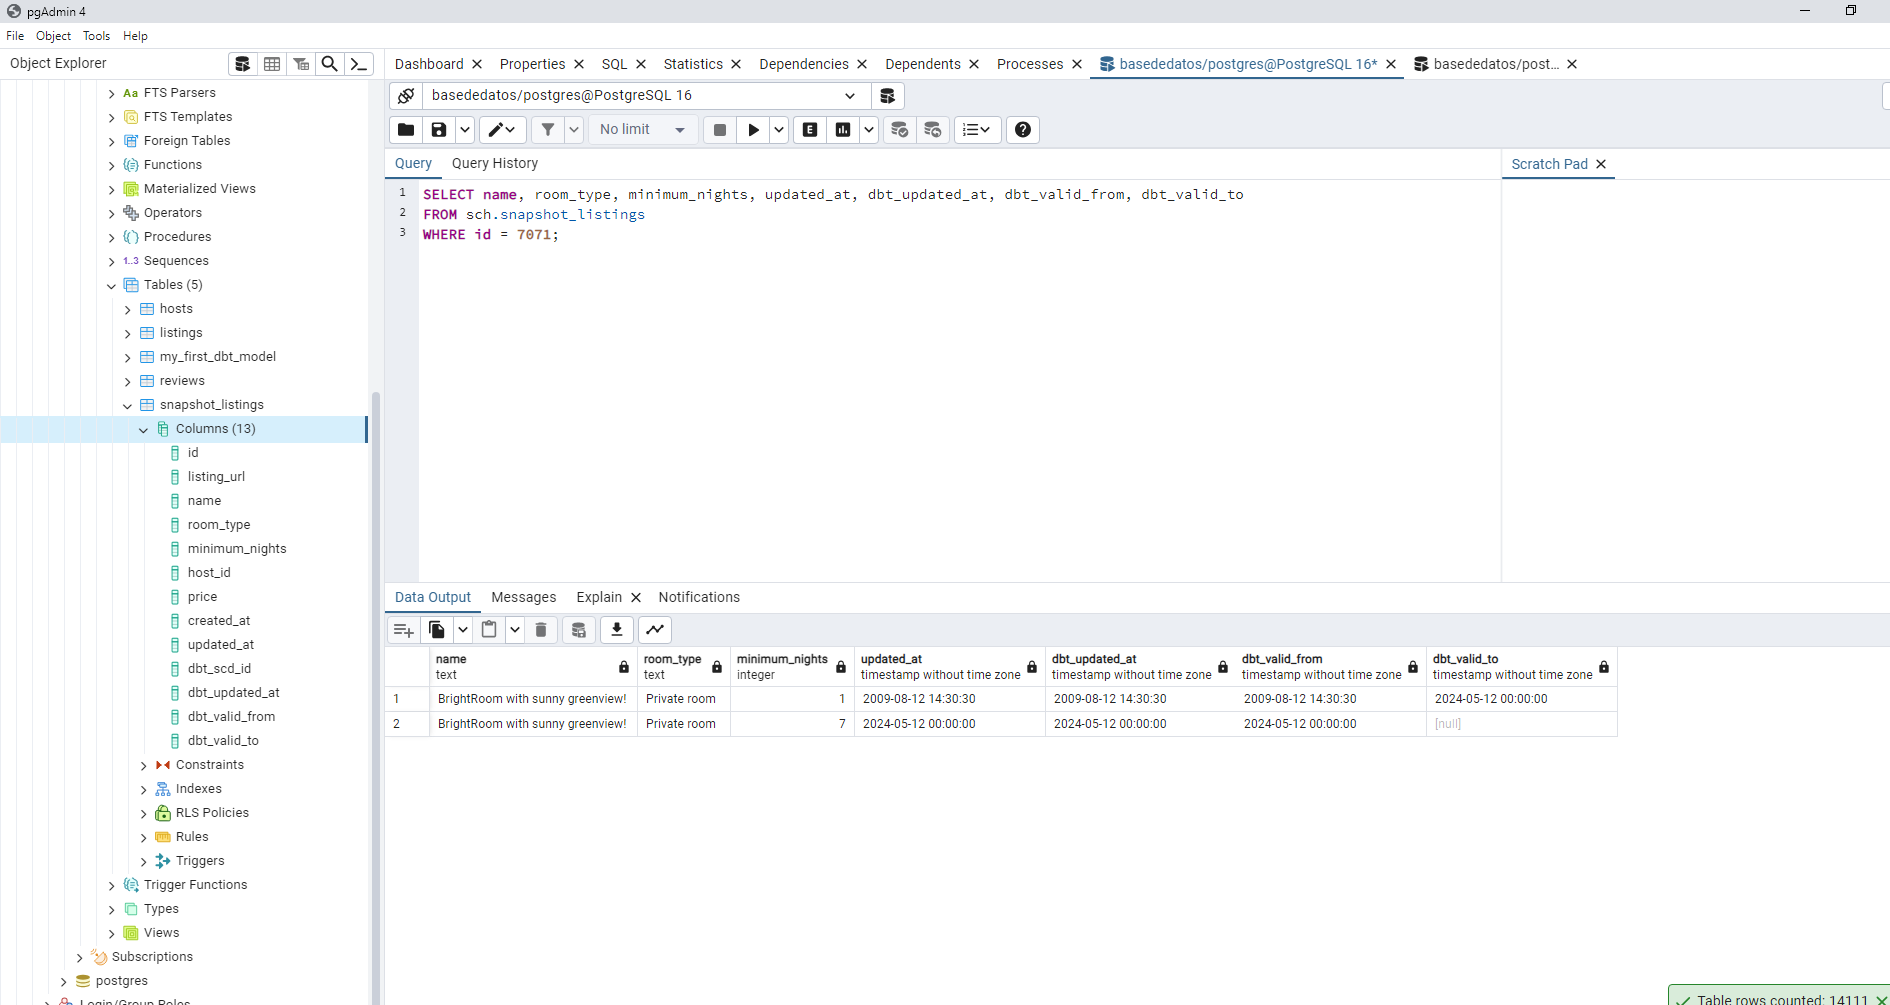 pgAdmin 4
File Object Tools Help
Object Explorer
FTS Parsers
FTS Templates
Foreign Tables
Functions
Materialized Views
Operators
Procedures
1..3 Sequences
Tables (5)
hosts
listings
my_first_dbt_model
reviews
snapshot_listings
Columns (13)
id
listing_url
name
room_type
minimum_nights
host_id
price
created_at
updated_at
dbt_scd_id
dbt_updated_at
dbt_valid_from
dbt_valid_to
Constraints
Indexes
RLS Policies
Rules
Triggers
Trigger Functions
Types
Views
Subscriptions
postgres
Login/Group Roles
Dashboard Properties SQL Statistics Dependencies Dependents Processes basededatos/postgres@PostgreSQL 16* basededatos/post...
basededatos/postgres@PostgreSQL 16
No limit
Query Query History
Scratch Pad
1 SELECT name, room_type, minimum_nights, updated_at, dbt_updated_at, dbt_valid_from, dbt_valid_to
2 FROM sch.snapshot_listings
3 WHERE id = 7071;
Data Output Messages Explain Notifications
name room_type minimum_nights updated_at dbt_updated_at dbt_valid_from dbt_valid_to
text text integer timestamp without time zone timestamp without time zone timestamp without time zone timestamp without time zone
1 BrightRoom with sunny greenview! Private room 1 2009-08-12 14:30:30 2009-08-12 14:30:30 2009-08-12 14:30:30 2024-05-12 00:00:00
2 BrightRoom with sunny greenview! Private room 7 2024-05-12 00:00:00 2024-05-12 00:00:00 2024-05-12 00:00:00 [null]
Table rows counted: 14111